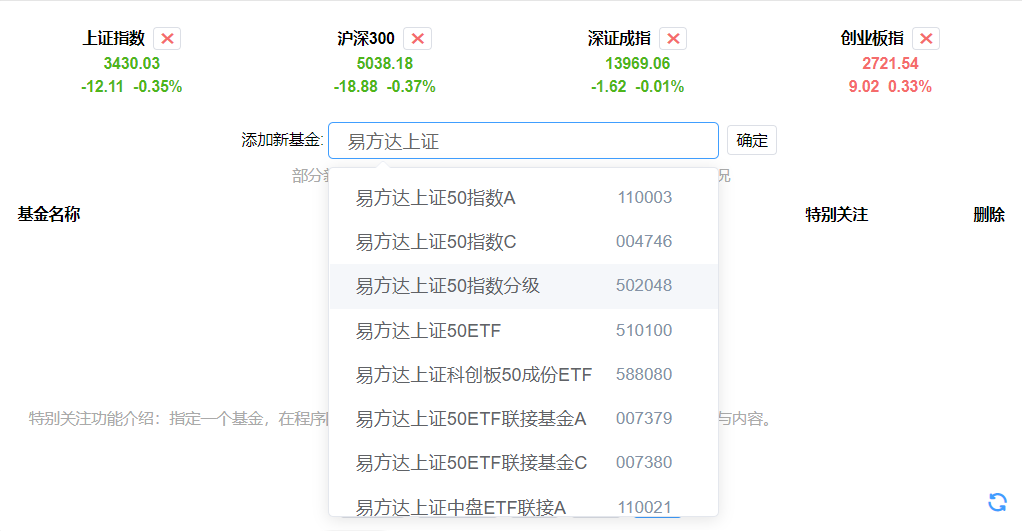 上证指数 沪深300 深证成指 创业板指
3430.03 5038.18 13969.06 2721.54
-12.11 -0.35% -18.88 -0.37% -1.62 -0.01% 9.02 0.33%
添加新基金: 易方达上证 确定
部分 况
基金名称 特别关注 删除
易方达上证50指数A 110003
易方达上证50指数C 004746
易方达上证50指数分级 502048
易方达上证50ETF 510100
易方达上证科创板50成份ETF 588080
特别关注功能介绍：指定一个基金，在程序 与内容。
易方达上证50ETF联接基金A 007379
易方达上证50ETF联接基金C 007380
易方达上证中盘ETF联接A 110021